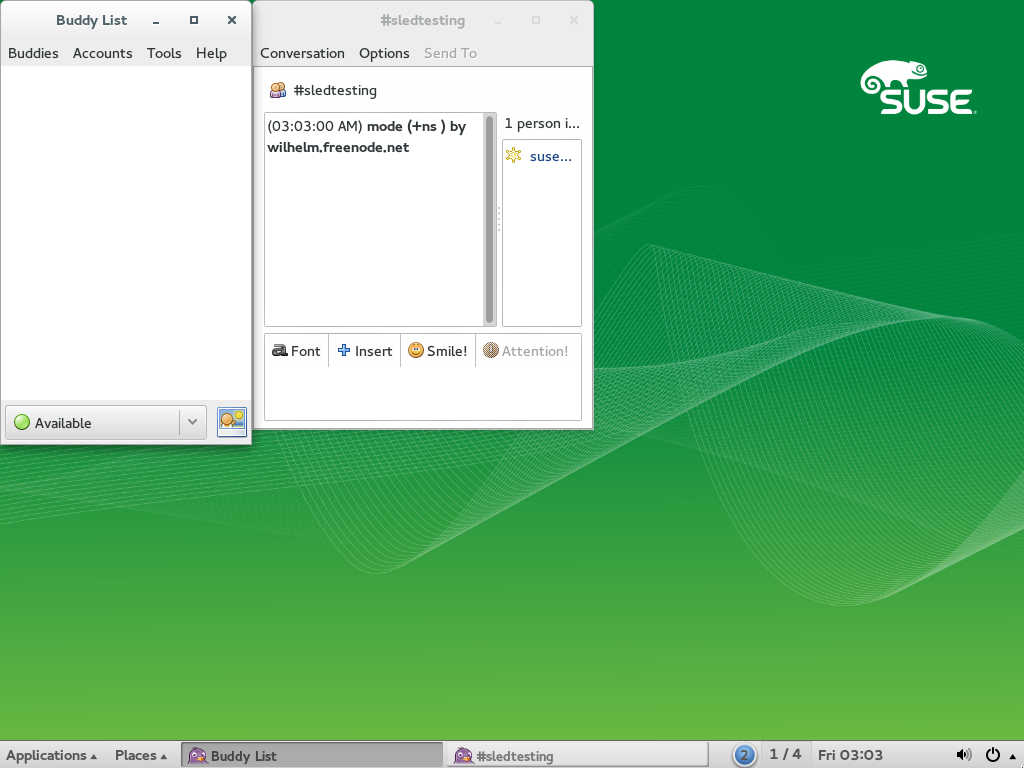 Buddy List
Buddies Accounts Tools Help
Available
#sledtesting
Conversation Options Send To
#sledtesting
(03:03:00 AM) mode (+ns ) by
wilhelm.freenode.net
1 person i...
suse...
Font Insert Smile! Attention!
SUSE
Applications Places Buddy List #sledtesting 2 1 / 4 Fri 03:03